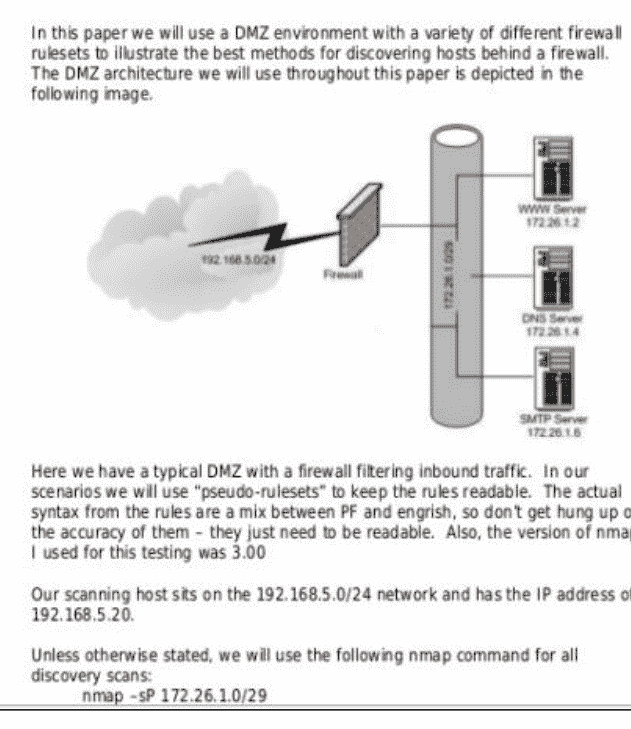 In this paper we will use a DMZ environment with a variety of different firewall
rulesets to illustrate the best methods for discovering hosts behind a firewall.
The DMZ architecture we will use throughout this paper is depicted in the
following image.
WWW Server
172.26.1.2
192.168.5.0/24
Firewall
172.26.1.0/29
DNS Server
172.26.1.4
SMTP Server
172.26.1.6
Here we have a typical DMZ with a firewall filtering inbound traffic. In our
scenarios we will use "pseudo-rulesets" to keep the rules readable. The actual
syntax from the rules are a mix between PF and engrish, so don't get hung up o
the accuracy of them – they just need to be readable. Also, the version of nma
I used for this testing was 3.00
Our scanning host sits on the 192.168.5.0/24 network and has the IP address of
192.168.5.20.
Unless otherwise stated, we will use the following nmap command for all
discovery scans:
nmap -sP 172.26.1.0/29